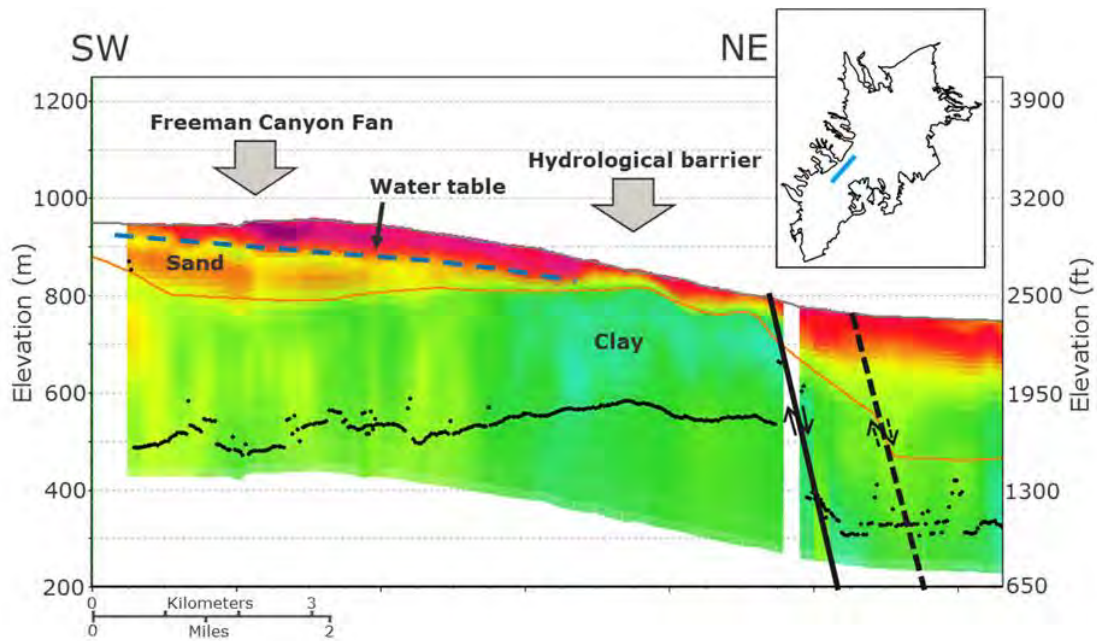 SW
NE
1200
3900
Freeman Canyon Fan
Hydrological barrier
Water table
1000
3200
Sand
800
2500
Clay
Elevation (m)
Elevation (ft)
600
1950
400
1300
200
650
0 Kilometers 3
0 Miles 2